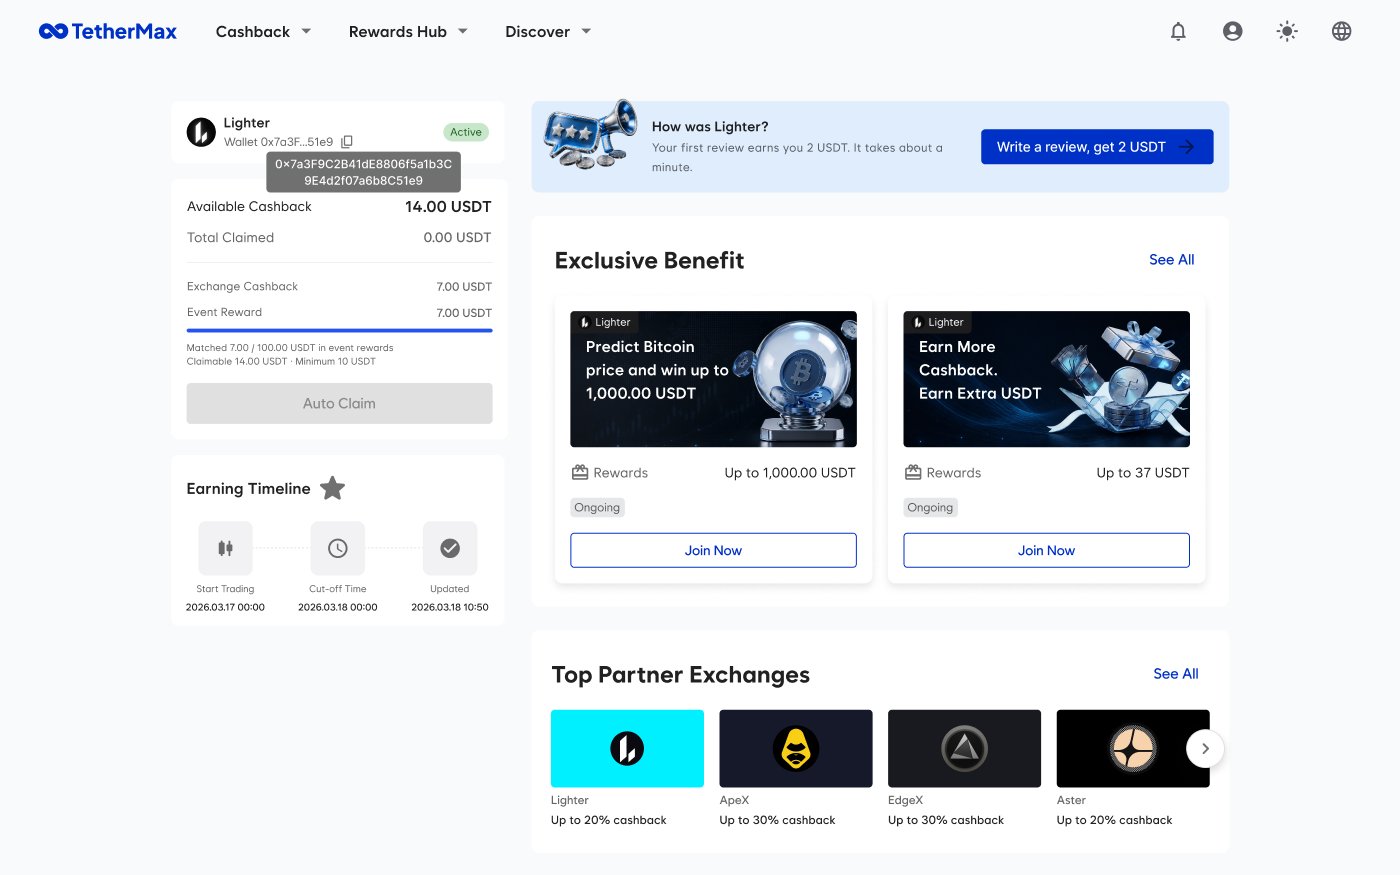 TetherMax
Cashback
Rewards Hub
Discover
Lighter
Wallet 0x7a3F...51e9
Active
0x7a3F9C2B41dE8806f5a1b3C
9E4d2f07a6b8C51e9
Available Cashback 14.00 USDT
Total Claimed 0.00 USDT
Exchange Cashback 7.00 USDT
Event Reward 7.00 USDT
Matched 7.00 / 100.00 USDT in event rewards
Claimable 14.00 USDT · Minimum 10 USDT
Auto Claim
Earning Timeline
Start Trading
2026.03.17 00:00
Cut-off Time
2026.03.18 00:00
Updated
2026.03.18 10:50
How was Lighter?
Your first review earns you 2 USDT. It takes about a
minute.
Write a review, get 2 USDT
Exclusive Benefit
See All
Lighter
Predict Bitcoin
price and win up to
1,000.00 USDT
Rewards Up to 1,000.00 USDT
Ongoing
Join Now
Lighter
Earn More
Cashback.
Earn Extra USDT
Rewards Up to 37 USDT
Ongoing
Join Now
Top Partner Exchanges
See All
Lighter
Up to 20% cashback
ApeX
Up to 30% cashback
EdgeX
Up to 30% cashback
Aster
Up to 20% cashback